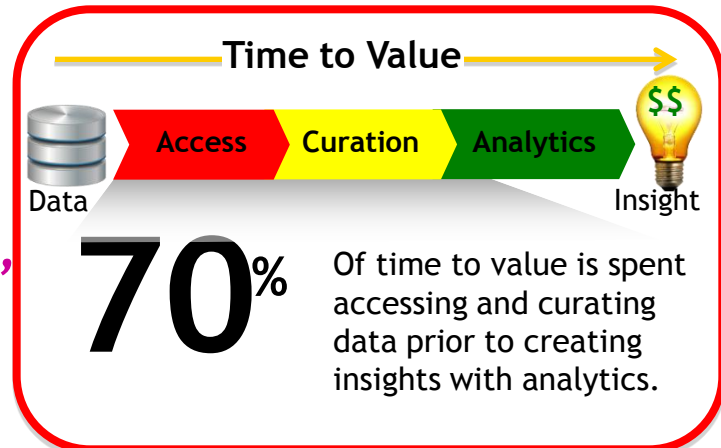 Time to Value
$$
Access Curation Analytics
Data
Insight
,
70%
Of time to value is spent
accessing and curating
data prior to creating
insights with analytics.